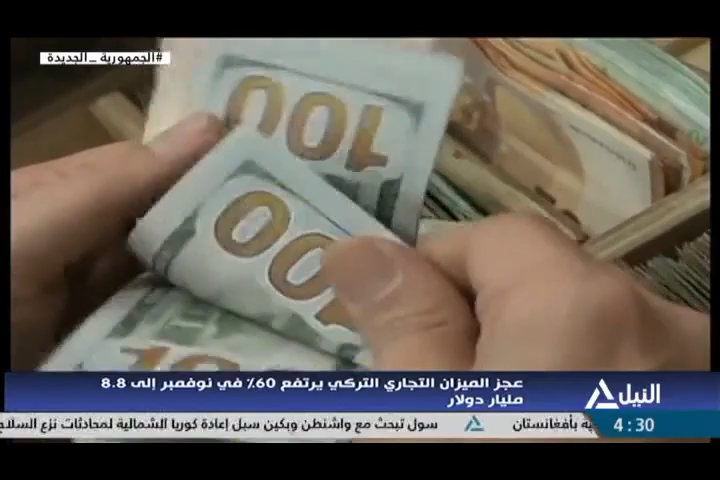 #الجمهورية_الجديدة
100
100
عجز الميزان التجاري التركي يرتفع 60٪ في نوفمبر إلى 8.8
مليار دولار
النيل
بأفغانستان
سول تبحث مع واشنطن وبكين سبل إعادة كوريا الشمالية لمحادثات نزع السلاح
4:30